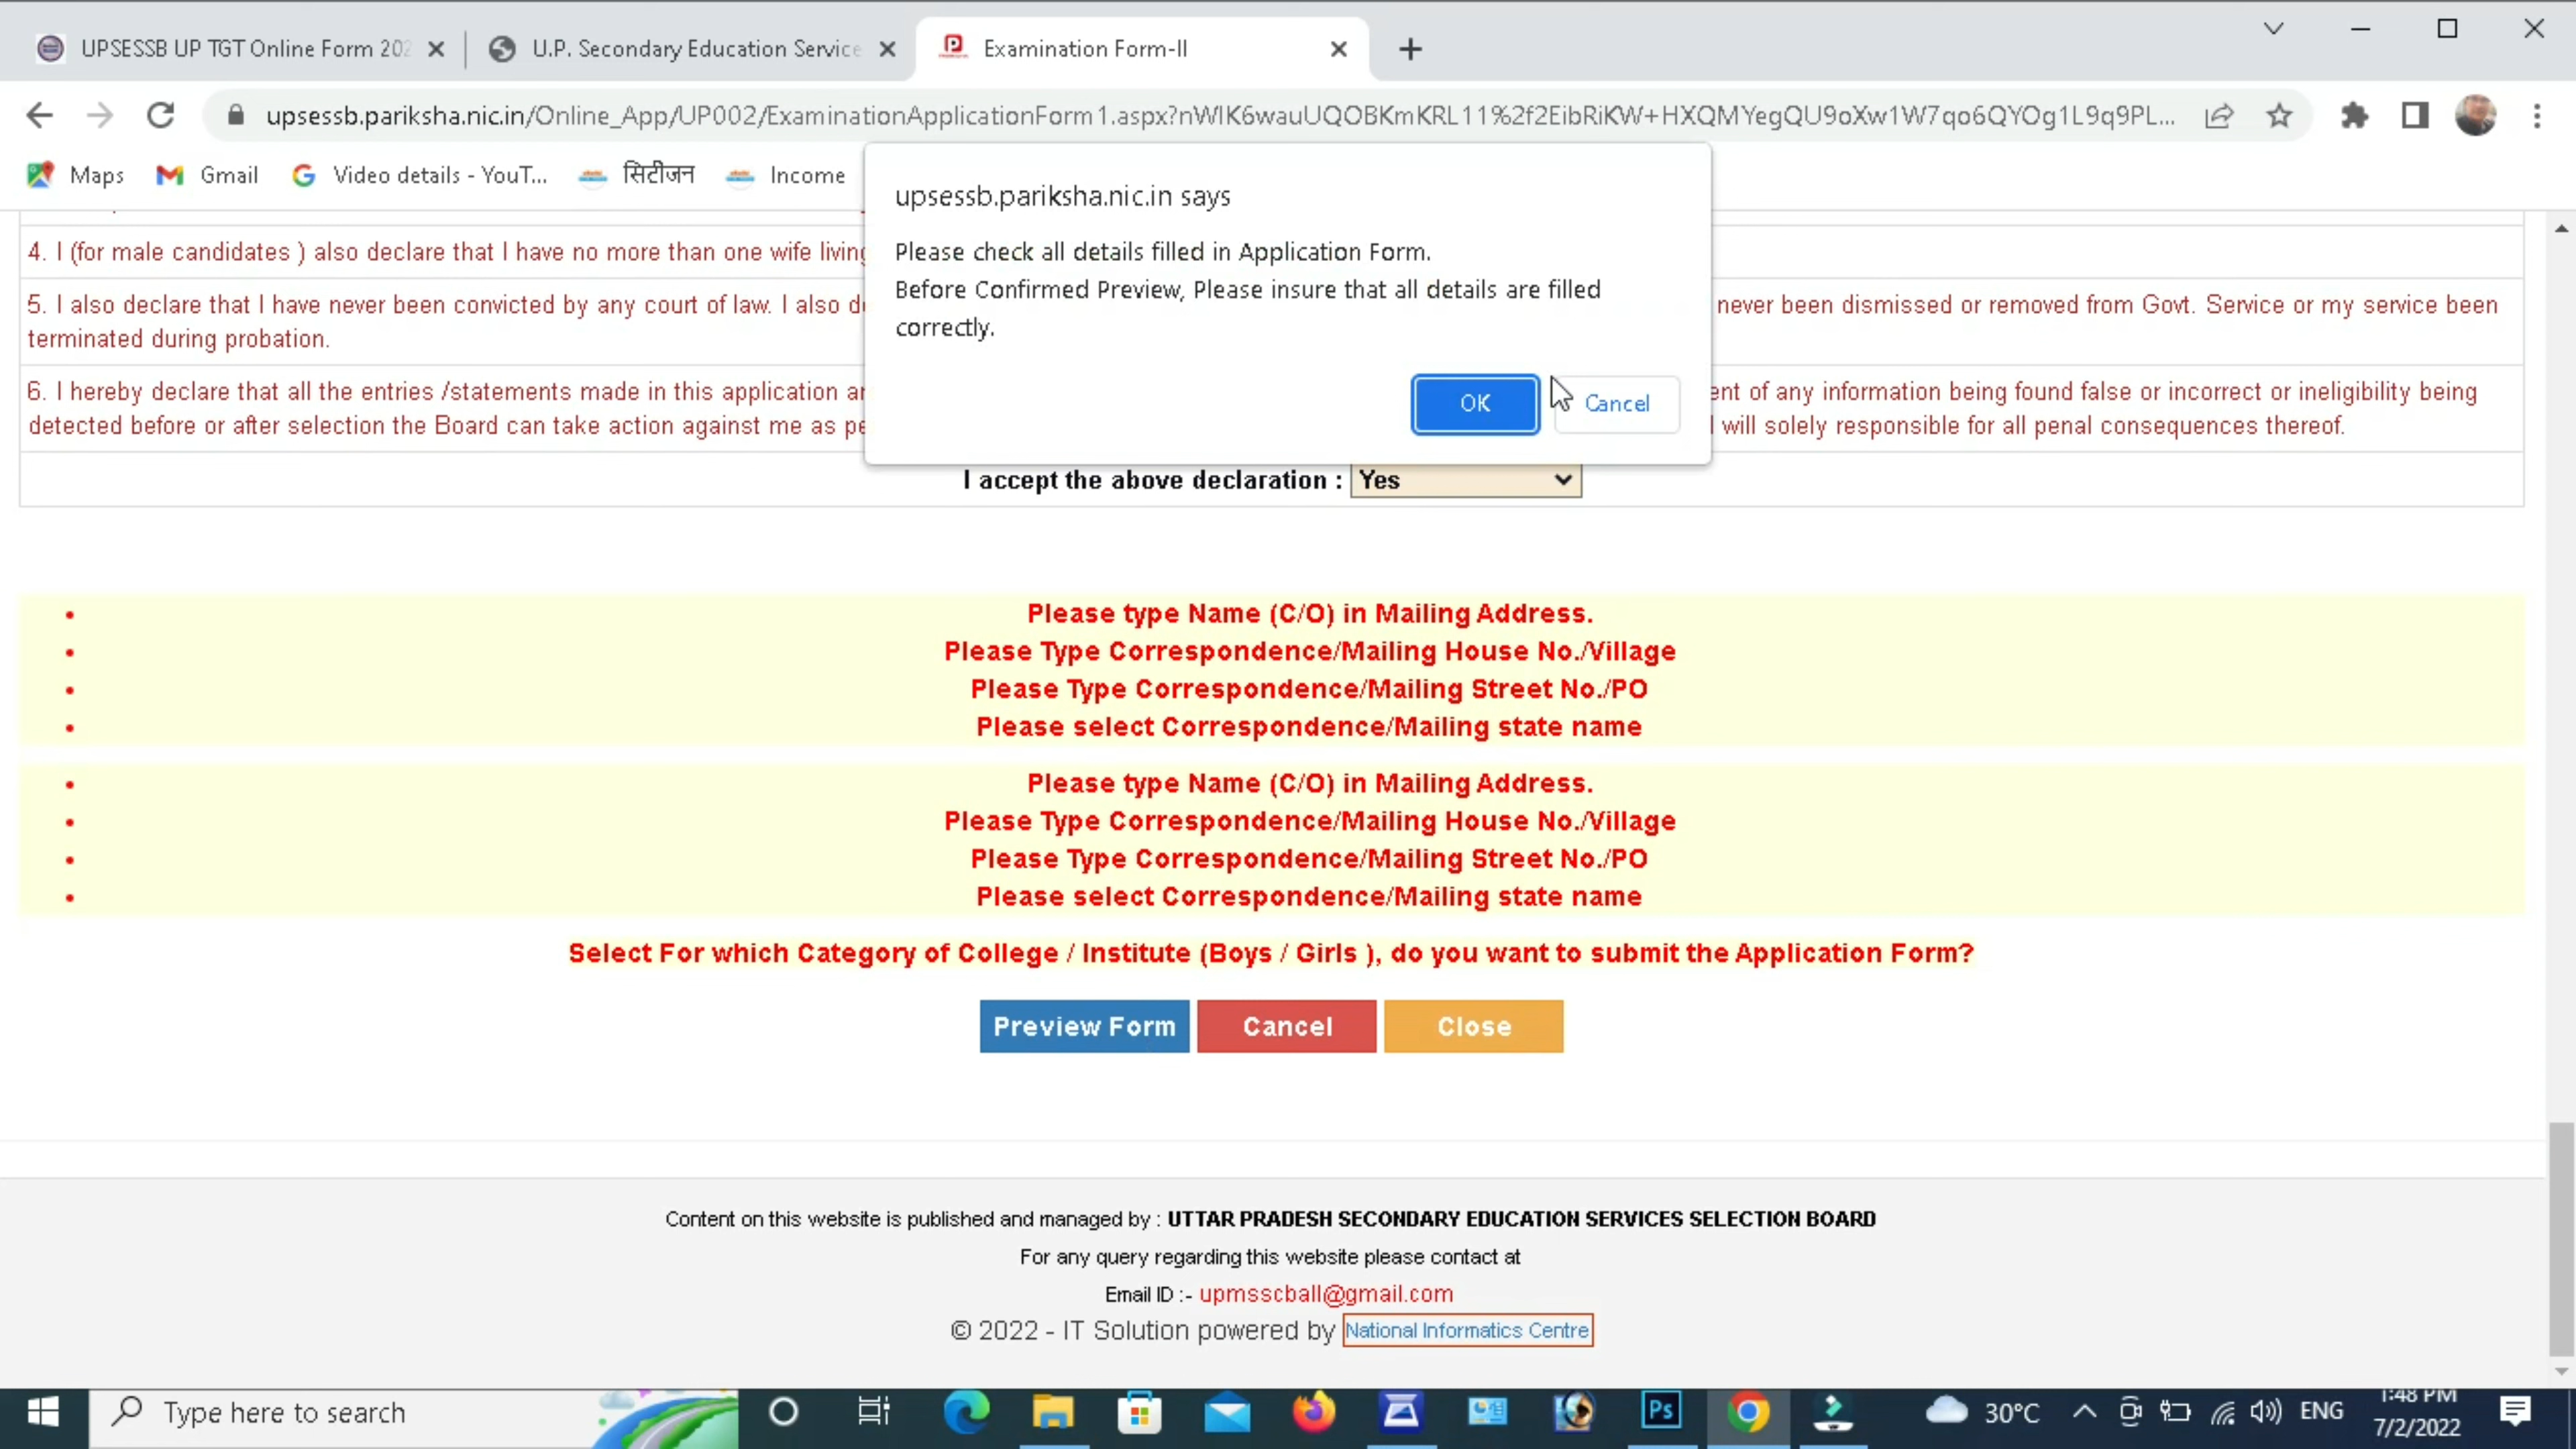 UPSESSB UP TGT Online Form 202
U.P. Secondary Education Service
Examination Form-II
upsessb.pariksha.nic.in/Online_App/UP002/ExaminationApplicationForm1.aspx?nWIK6wauUQOBKmKRL11%2f2EibRiKW+HXQMYegQU9oXw1W7qo6QYOg1L9q9PL...
Maps
Gmail
Video details - YouT...
सिटीजन
Income
upsessb.pariksha.nic.in says
Please check all details filled in Application Form.
Before Confirmed Preview, Please insure that all details are filled
correctly.
OK
Cancel
4. I (for male candidates ) also declare that I have no more than one wife living
5. I also declare that I have never been convicted by any court of law. I also d never been dismissed or removed from Govt. Service or my service been
terminated during probation.
6. I hereby declare that all the entries /statements made in this application ar ent of any information being found false or incorrect or ineligibility being
detected before or after selection the Board can take action against me as pe will solely responsible for all penal consequences thereof.
I accept the above declaration : Yes
• Please type Name (C/O) in Mailing Address.
• Please Type Correspondence/Mailing House No./Village
• Please Type Correspondence/Mailing Street No./PO
• Please select Correspondence/Mailing state name
• Please type Name (C/O) in Mailing Address.
• Please Type Correspondence/Mailing House No./Village
• Please Type Correspondence/Mailing Street No./PO
• Please select Correspondence/Mailing state name
Select For which Category of College / Institute (Boys / Girls ), do you want to submit the Application Form?
Preview Form
Cancel
Close
Content on this website is published and managed by : UTTAR PRADESH SECONDARY EDUCATION SERVICES SELECTION BOARD
For any query regarding this website please contact at
Email ID :- upmsscball@gmail.com
© 2022 - IT Solution powered by National Informatics Centre
Type here to search
Ps
30°C
ENG
1:48 PM
7/2/2022